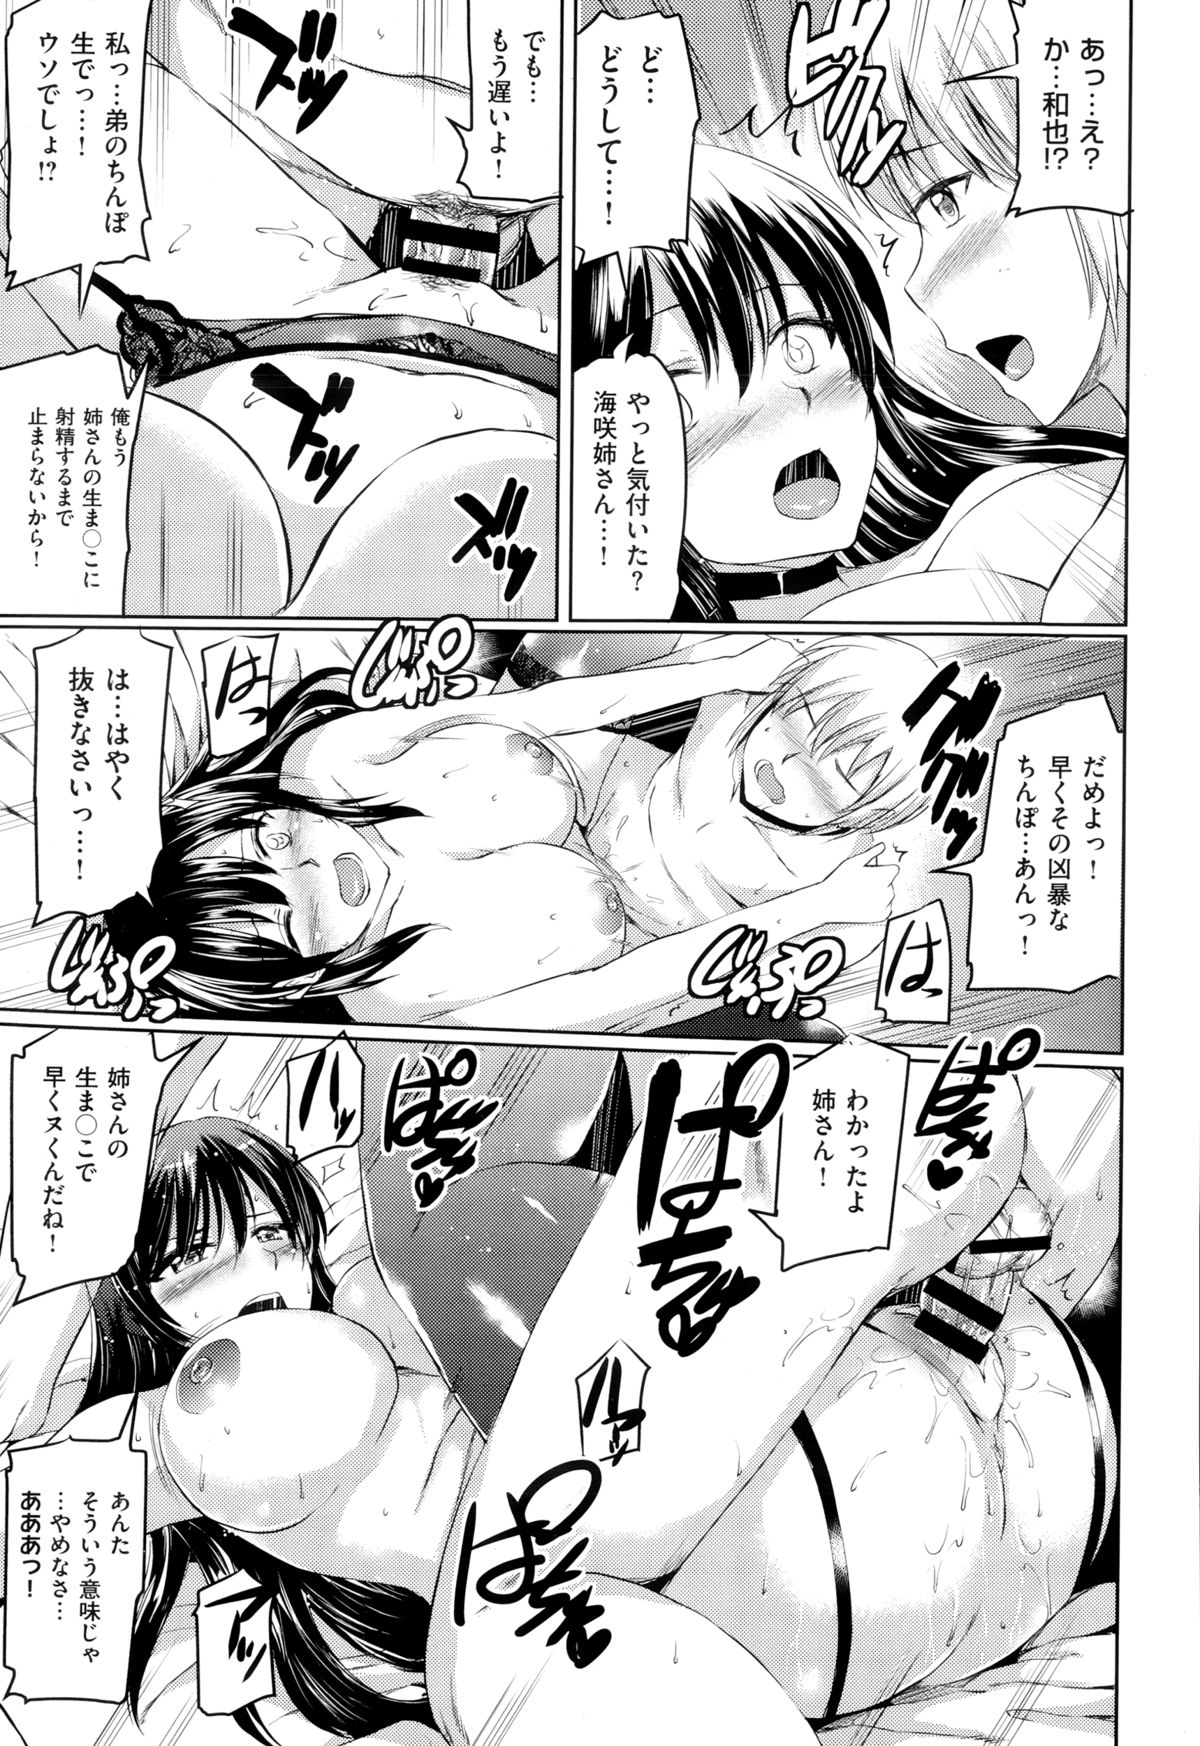 あっ…え?
か…和也!?
ど…
どうして…!
やっと気付いた?
海咲姉さん…!
でも…
もう遅いよ!
私っ…弟のちんぽ
生でっ…!
ウソでしょ!?
俺もう
姉さんの生ま〇こに
射精するまで
止まらないから!
ズッ
ズッ
ズッ
だめよっ!
早くその凶暴な
ちんぽ…あんっ!
は…はやく
抜きなさいっ…!
は
はっ
わかったよ
姉さん!
姉さんの
生ま〇こで
早くヌくんだね!
あんた
そういう意味じゃ
…やめなさ…
あああっ!